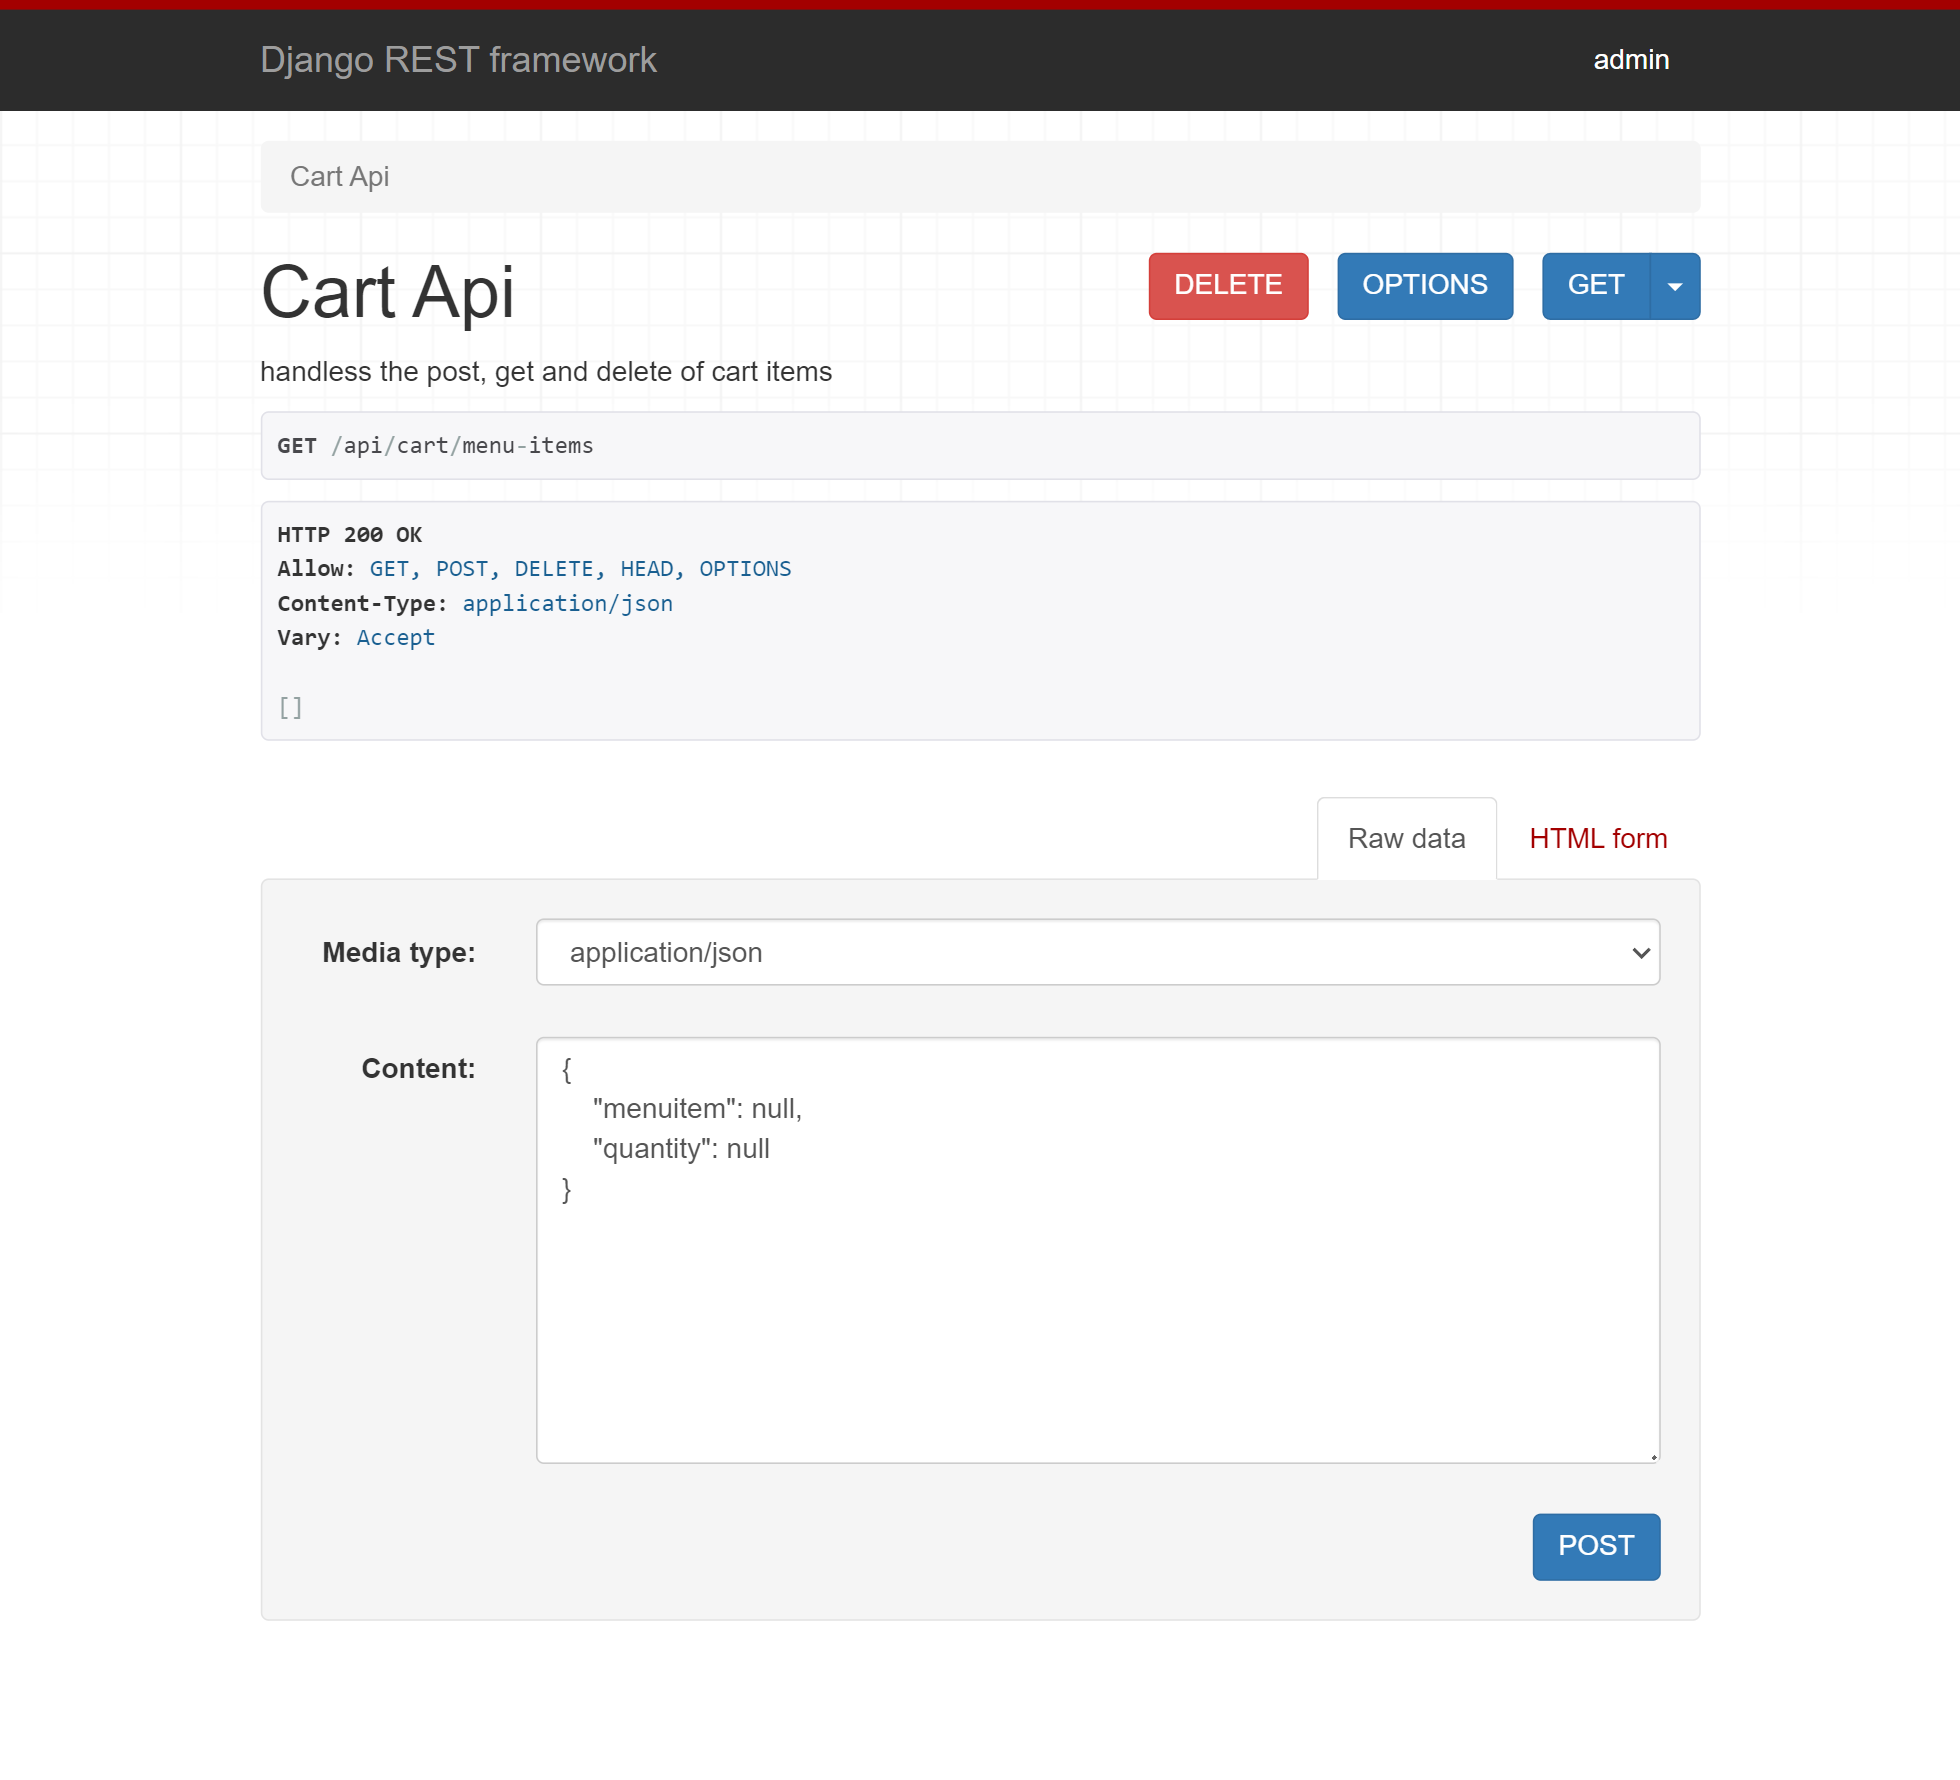 Django REST framework
admin
Cart Api
Cart Api
DELETE
OPTIONS
GET
handless the post, get and delete of cart items
GET /api/cart/menu-items
HTTP 200 OK
Allow: GET, POST, DELETE, HEAD, OPTIONS
Content-Type: application/json
Vary: Accept
[]
Raw data
HTML form
Media type:
application/json
Content:
{
    "menuitem": null,
    "quantity": null
}
POST